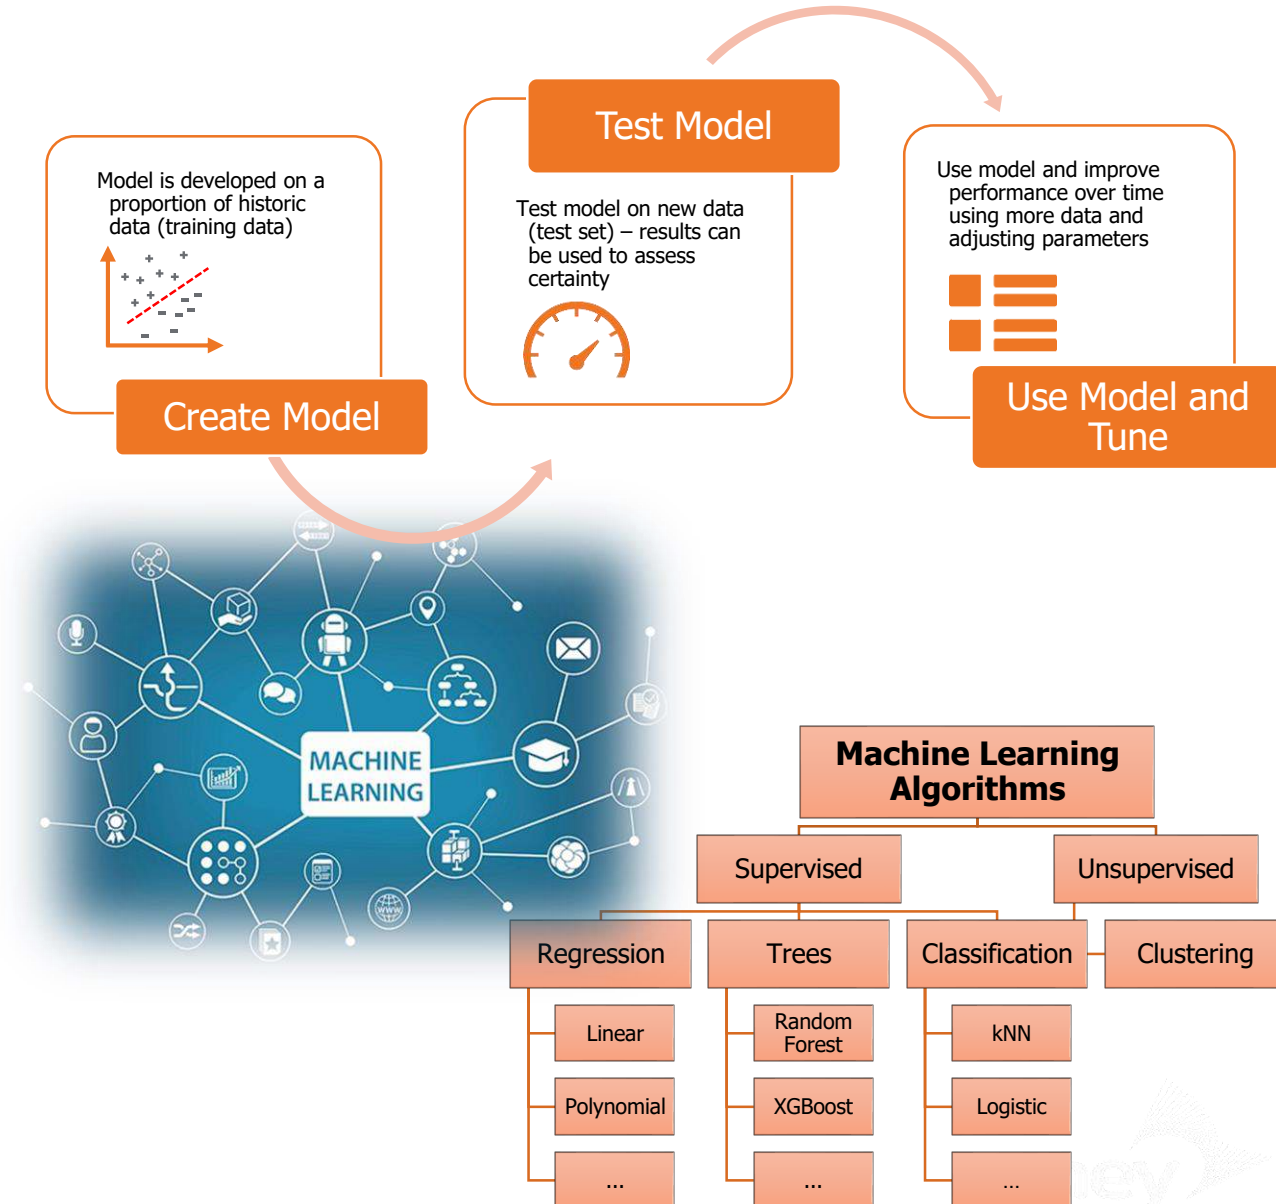 Model is developed on a
proportion of historic
data (training data)
Create Model
Test Model
Test model on new data
(test set) – results can
be used to assess
certainty
Use model and improve
performance over time
using more data and
adjusting parameters
Use Model and
Tune
MACHINE
LEARNING
www
Machine Learning
Algorithms
Supervised
Unsupervised
Regression
Trees
Classification
Clustering
Linear
Random
Forest
kNN
Polynomial
XGBoost
Logistic
...
...
...